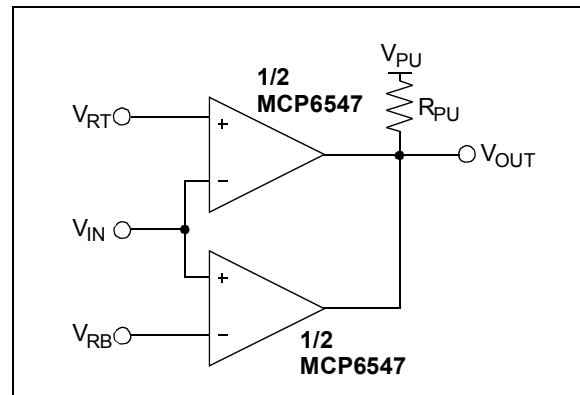 1/2
MCP6547
V_PU
R_PU
V_RT
+
−
V_OUT
V_IN
+
−
V_RB
1/2
MCP6547